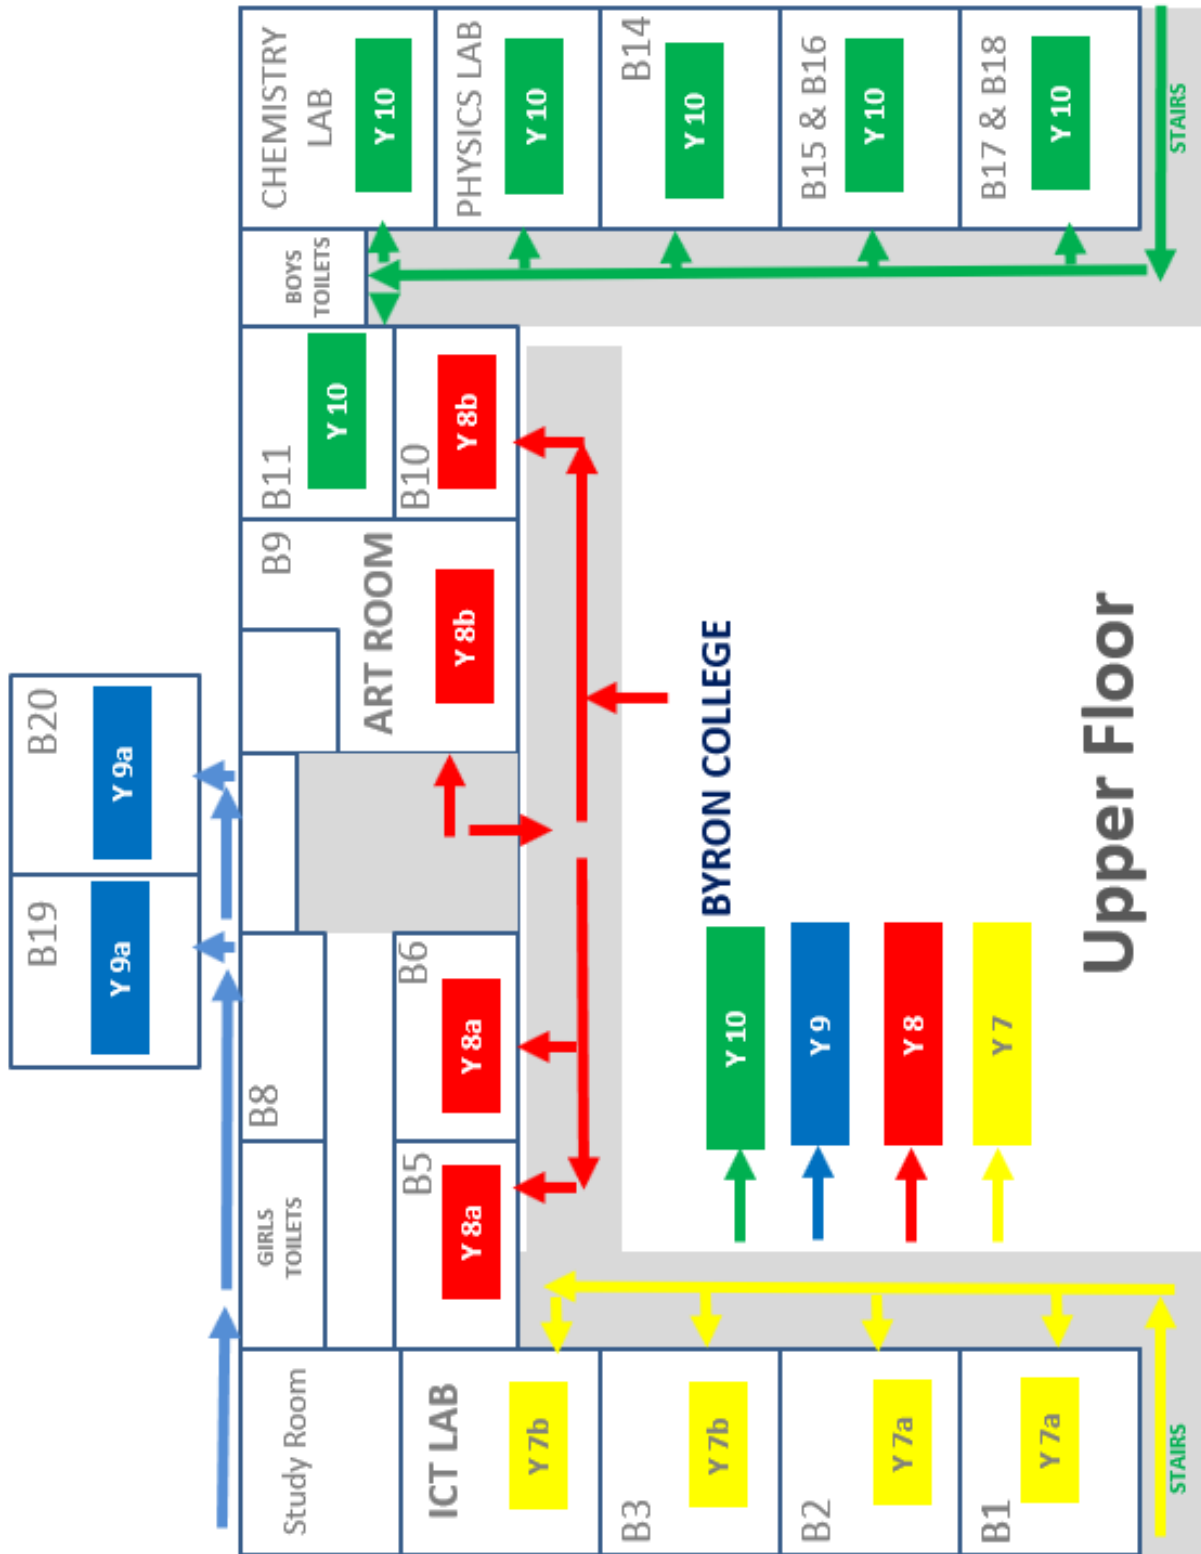 B19
Y 9a
B20
Y 9a
Study Room
GIRLS
TOILETS
B8
B9
ART ROOM
Y 8b
B11
Y 10
BOYS
TOILETS
CHEMISTRY
LAB
Y 10
ICT LAB
Y 7b
B5
Y 8a
B6
Y 8a
B10
Y 8b
PHYSICS LAB
Y 10
B3
Y 7b
B14
Y 10
B2
Y 7a
B15 & B16
Y 10
B1
Y 7a
B17 & B18
Y 10
BYRON COLLEGE
Y 10
Y 9
Y 8
Y 7
Upper Floor
STAIRS
STAIRS